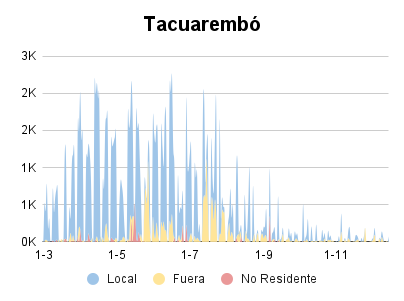 Tacuarembó
3K
2K
2K
1K
1K
0K
1-3 1-5 1-7 1-9 1-11
Local Fuera No Residente